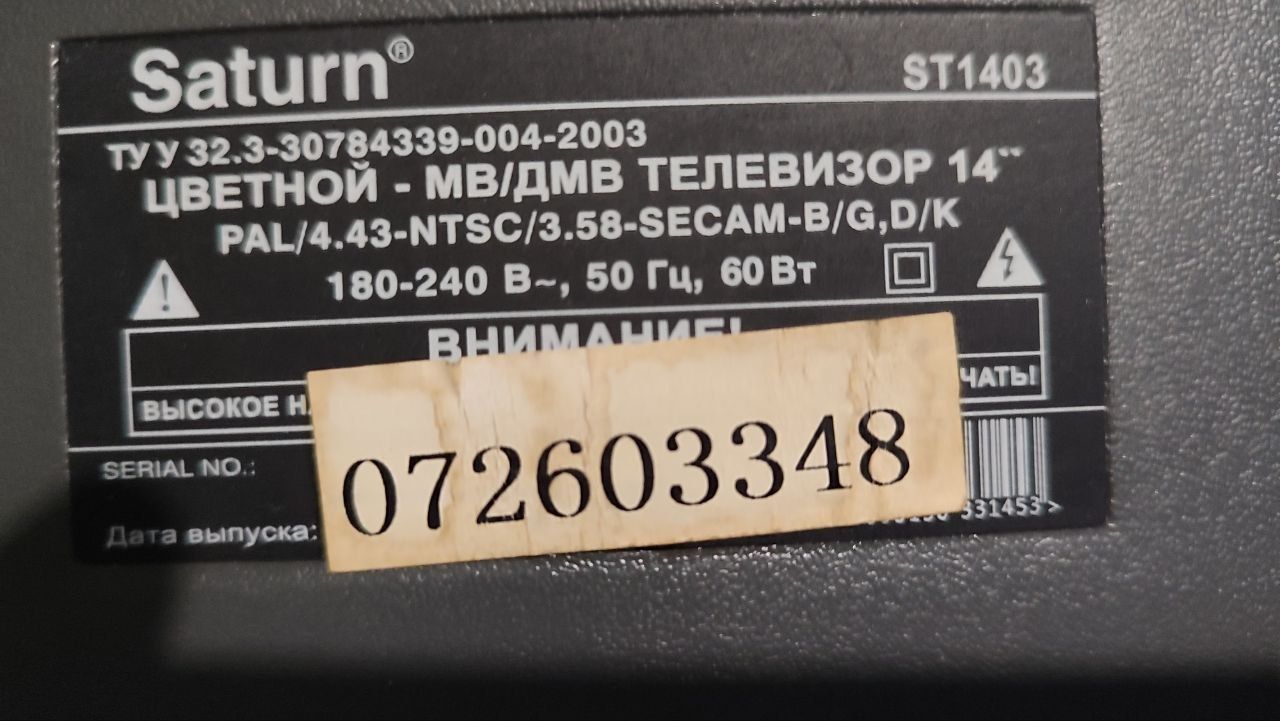 Saturn®
ST1403
ТУ У 32.3-30784339-004-2003
ЦВЕТНОЙ - МВ/ДМВ ТЕЛЕВИЗОР 14"
PAL/4.43-NTSC/3.58-SECAM-B/G,D/K
180-240 В~, 50 Гц, 60 Вт
ВНИМАНИЕ!
ВЫСОКОЕ
SERIAL NO.:
072603348
331453>
Дата выпуска: